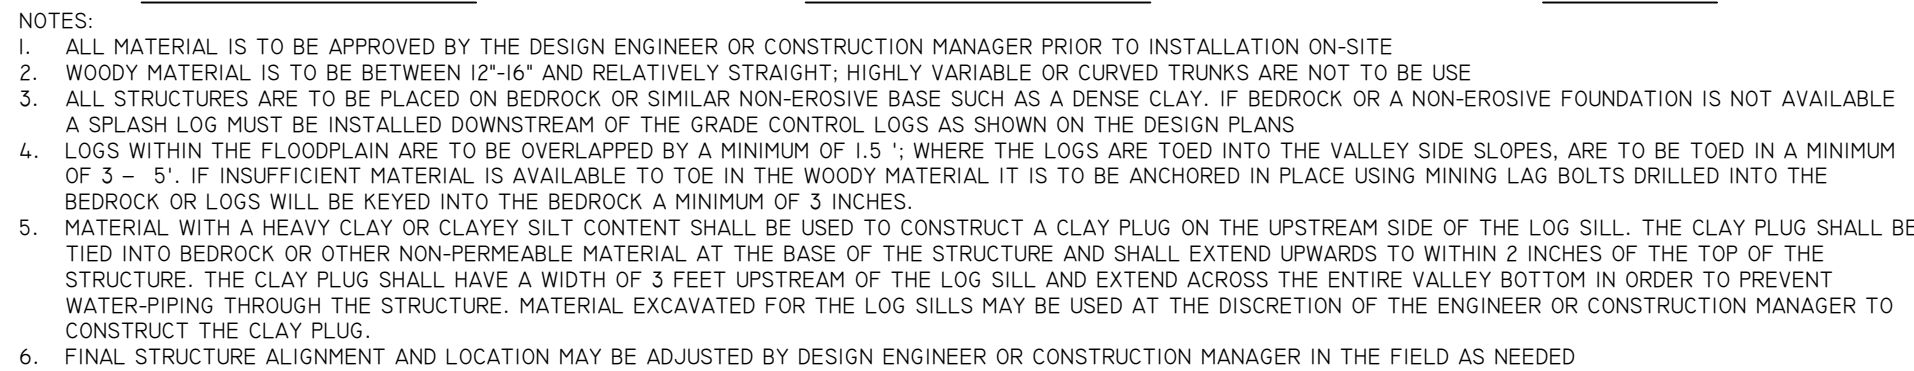 NOTES:
1. ALL MATERIAL IS TO BE APPROVED BY THE DESIGN ENGINEER OR CONSTRUCTION MANAGER PRIOR TO INSTALLATION ON-SITE
2. WOODY MATERIAL IS TO BE BETWEEN 12"-16" AND RELATIVELY STRAIGHT; HIGHLY VARIABLE OR CURVED TRUNKS ARE NOT TO BE USE
3. ALL STRUCTURES ARE TO BE PLACED ON BEDROCK OR SIMILAR NON-EROSIVE BASE SUCH AS A DENSE CLAY. IF BEDROCK OR A NON-EROSIVE FOUNDATION IS NOT AVAILABLE
A SPLASH LOG MUST BE INSTALLED DOWNSTREAM OF THE GRADE CONTROL LOGS AS SHOWN ON THE DESIGN PLANS
4. LOGS WITHIN THE FLOODPLAIN ARE TO BE OVERLAPPED BY A MINIMUM OF 1.5 '; WHERE THE LOGS ARE TOED INTO THE VALLEY SIDE SLOPES, ARE TO BE TOED IN A MINIMUM
OF 3 – 5'. IF INSUFFICIENT MATERIAL IS AVAILABLE TO TOE IN THE WOODY MATERIAL IT IS TO BE ANCHORED IN PLACE USING MINING LAG BOLTS DRILLED INTO THE
BEDROCK OR LOGS WILL BE KEYED INTO THE BEDROCK A MINIMUM OF 3 INCHES.
5. MATERIAL WITH A HEAVY CLAY OR CLAYEY SILT CONTENT SHALL BE USED TO CONSTRUCT A CLAY PLUG ON THE UPSTREAM SIDE OF THE LOG SILL. THE CLAY PLUG SHALL BE
TIED INTO BEDROCK OR OTHER NON-PERMEABLE MATERIAL AT THE BASE OF THE STRUCTURE AND SHALL EXTEND UPWARDS TO WITHIN 2 INCHES OF THE TOP OF THE
STRUCTURE. THE CLAY PLUG SHALL HAVE A WIDTH OF 3 FEET UPSTREAM OF THE LOG SILL AND EXTEND ACROSS THE ENTIRE VALLEY BOTTOM IN ORDER TO PREVENT
WATER-PIPING THROUGH THE STRUCTURE. MATERIAL EXCAVATED FOR THE LOG SILLS MAY BE USED AT THE DISCRETION OF THE ENGINEER OR CONSTRUCTION MANAGER TO
CONSTRUCT THE CLAY PLUG.
6. FINAL STRUCTURE ALIGNMENT AND LOCATION MAY BE ADJUSTED BY DESIGN ENGINEER OR CONSTRUCTION MANAGER IN THE FIELD AS NEEDED